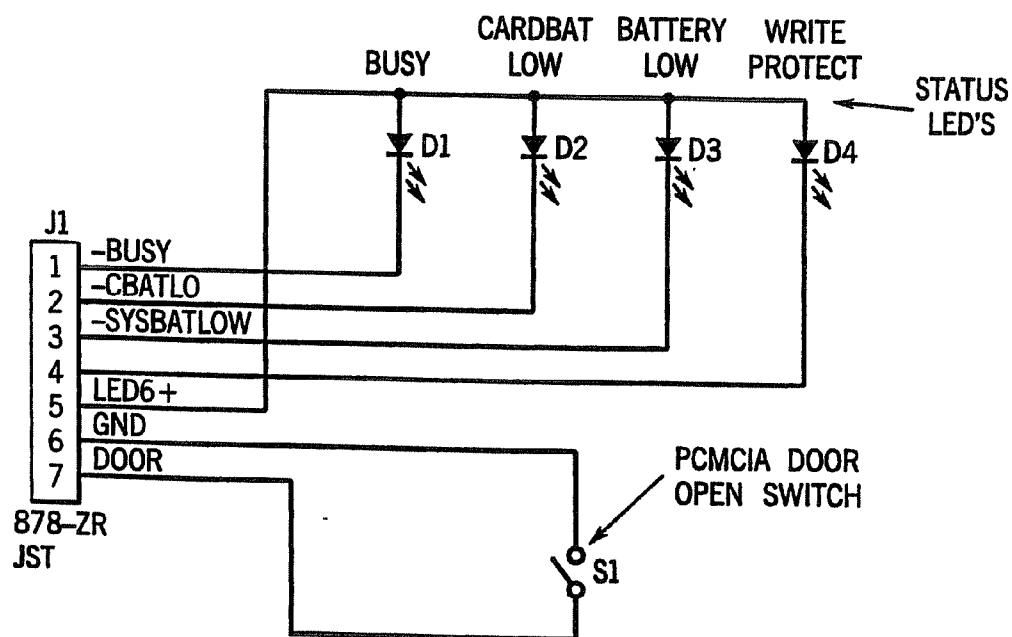 BUSY
CARDBAT
LOW
BATTERY
LOW
WRITE
PROTECT
STATUS
LED'S
D1
D2
D3
D4
J1
1 –BUSY
2 –CBATLO
3 –SYSBATLOW
4
5 LED6+
6 GND
7 DOOR
878–ZR
JST
PCMCIA DOOR
OPEN SWITCH
S1